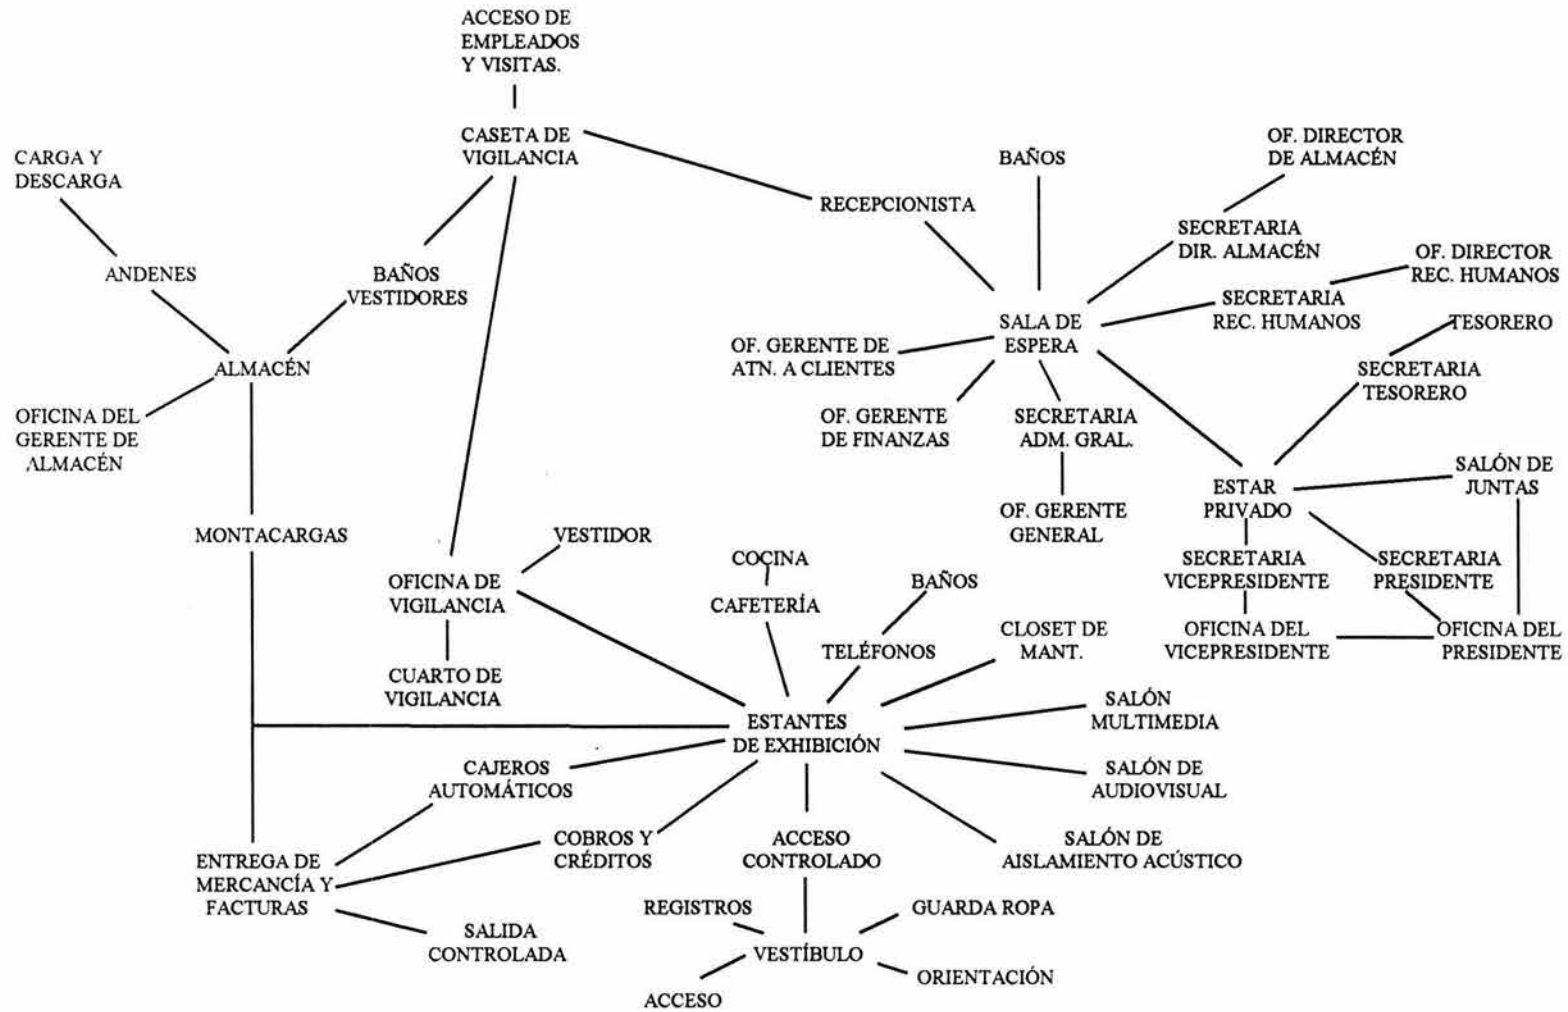 ACCESO DE
EMPLEADOS
Y VISITAS.
CASETA DE
VIGILANCIA
CARGA Y
DESCARGA
ANDENES
BAÑOS
VESTIDORES
ALMACÉN
OFICINA DEL
GERENTE DE
ALMACÉN
MONTACARGAS
RECEPCIONISTA
BAÑOS
OF. DIRECTOR
DE ALMACÉN
SECRETARIA
DIR. ALMACÉN
OF. DIRECTOR
REC. HUMANOS
SECRETARIA
REC. HUMANOS
SALA DE
ESPERA
TESORERO
SECRETARIA
TESORERO
OF. GERENTE DE
ATN. A CLIENTES
OF. GERENTE
DE FINANZAS
SECRETARIA
ADM. GRAL.
OF. GERENTE
GENERAL
ESTAR
PRIVADO
SALÓN DE
JUNTAS
SECRETARIA
VICEPRESIDENTE
SECRETARIA
PRESIDENTE
OFICINA DEL
VICEPRESIDENTE
OFICINA DEL
PRESIDENTE
VESTIDOR
OFICINA DE
VIGILANCIA
CUARTO DE
VIGILANCIA
COCINA
CAFETERÍA
BAÑOS
TELÉFONOS
CLOSET DE
MANT.
ESTANTES
DE EXHIBICIÓN
SALÓN
MULTIMEDIA
SALÓN DE
AUDIOVISUAL
SALÓN DE
AISLAMIENTO ACÚSTICO
CAJEROS
AUTOMÁTICOS
COBROS Y
CRÉDITOS
ACCESO
CONTROLADO
ENTREGA DE
MERCANCÍA Y
FACTURAS
SALIDA
CONTROLADA
REGISTROS
GUARDA ROPA
VESTÍBULO
ORIENTACIÓN
ACCESO